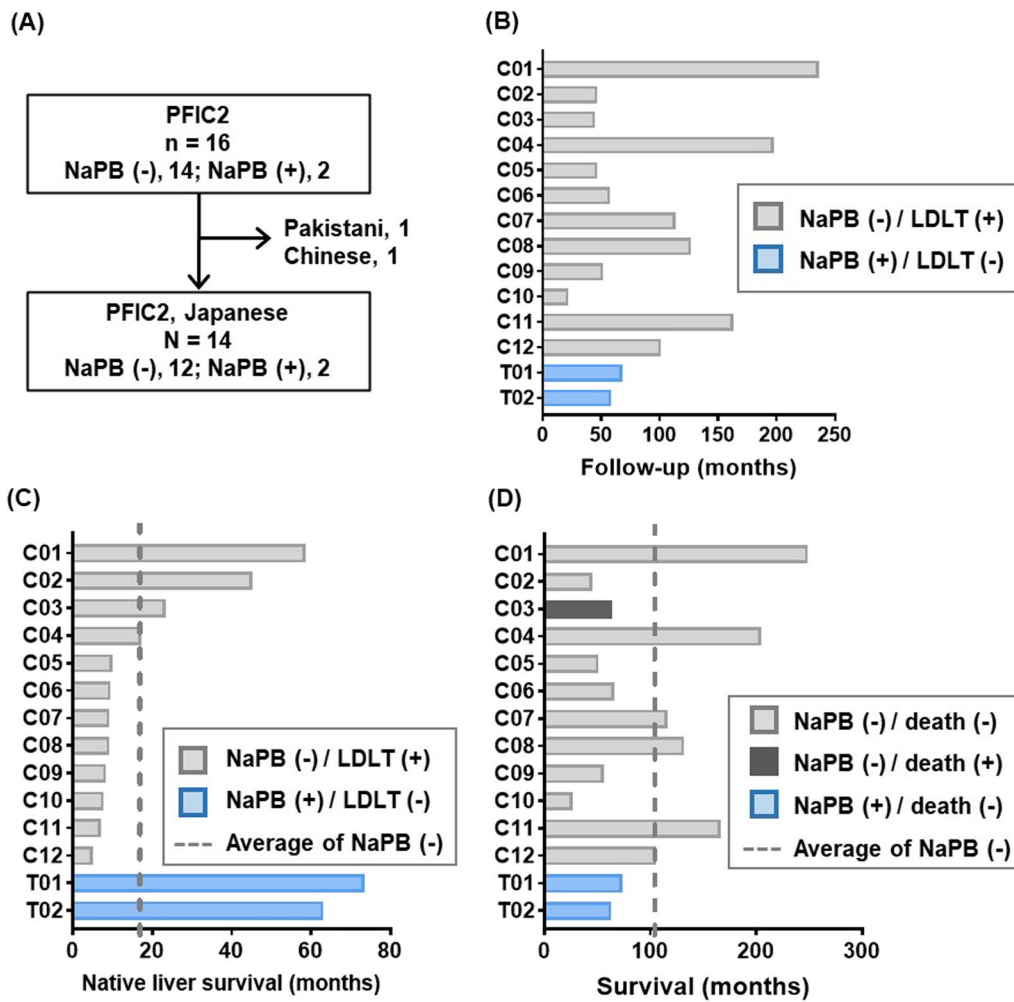 (A)
PFIC2
n = 16
NaPB (-), 14; NaPB (+), 2
Pakistani, 1
Chinese, 1
PFIC2, Japanese
N = 14
NaPB (-), 12; NaPB (+), 2
(B)
C01
C02
C03
C04
C05
C06
C07
C08
C09
C10
C11
C12
T01
T02
0 50 100 150 200 250
Follow-up (months)
NaPB (-) / LDLT (+)
NaPB (+) / LDLT (-)
(C)
C01
C02
C03
C04
C05
C06
C07
C08
C09
C10
C11
C12
T01
T02
0 20 40 60 80
Native liver survival (months)
NaPB (-) / LDLT (+)
NaPB (+) / LDLT (-)
Average of NaPB (-)
(D)
C01
C02
C03
C04
C05
C06
C07
C08
C09
C10
C11
C12
T01
T02
0 100 200 300
Survival (months)
NaPB (-) / death (-)
NaPB (-) / death (+)
NaPB (+) / death (-)
Average of NaPB (-)